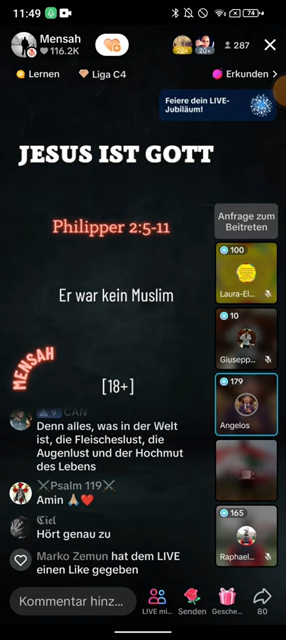 11:49
74
Mensah
116.2K
287
Lernen
Liga C4
Erkunden
Feiere dein LIVE-
Jubiläum!
JESUS IST GOTT
Philipper 2:5-11
Er war kein Muslim
MENSAH
[18+]
Anfrage zum
Beitreten
100
Laura-El...
10
Giusepp...
179
Angelos
165
Raphael...
CAN
Denn alles, was in der Welt
ist, die Fleischeslust, die
Augenlust und der Hochmut
des Lebens
Psalm 119
Amin 🙏🏼❤️
Ciel
Hört genau zu
Marko Zemun hat dem LIVE
einen Like gegeben
Kommentar hinz...
LIVE mi...
Senden
Gesche...
80